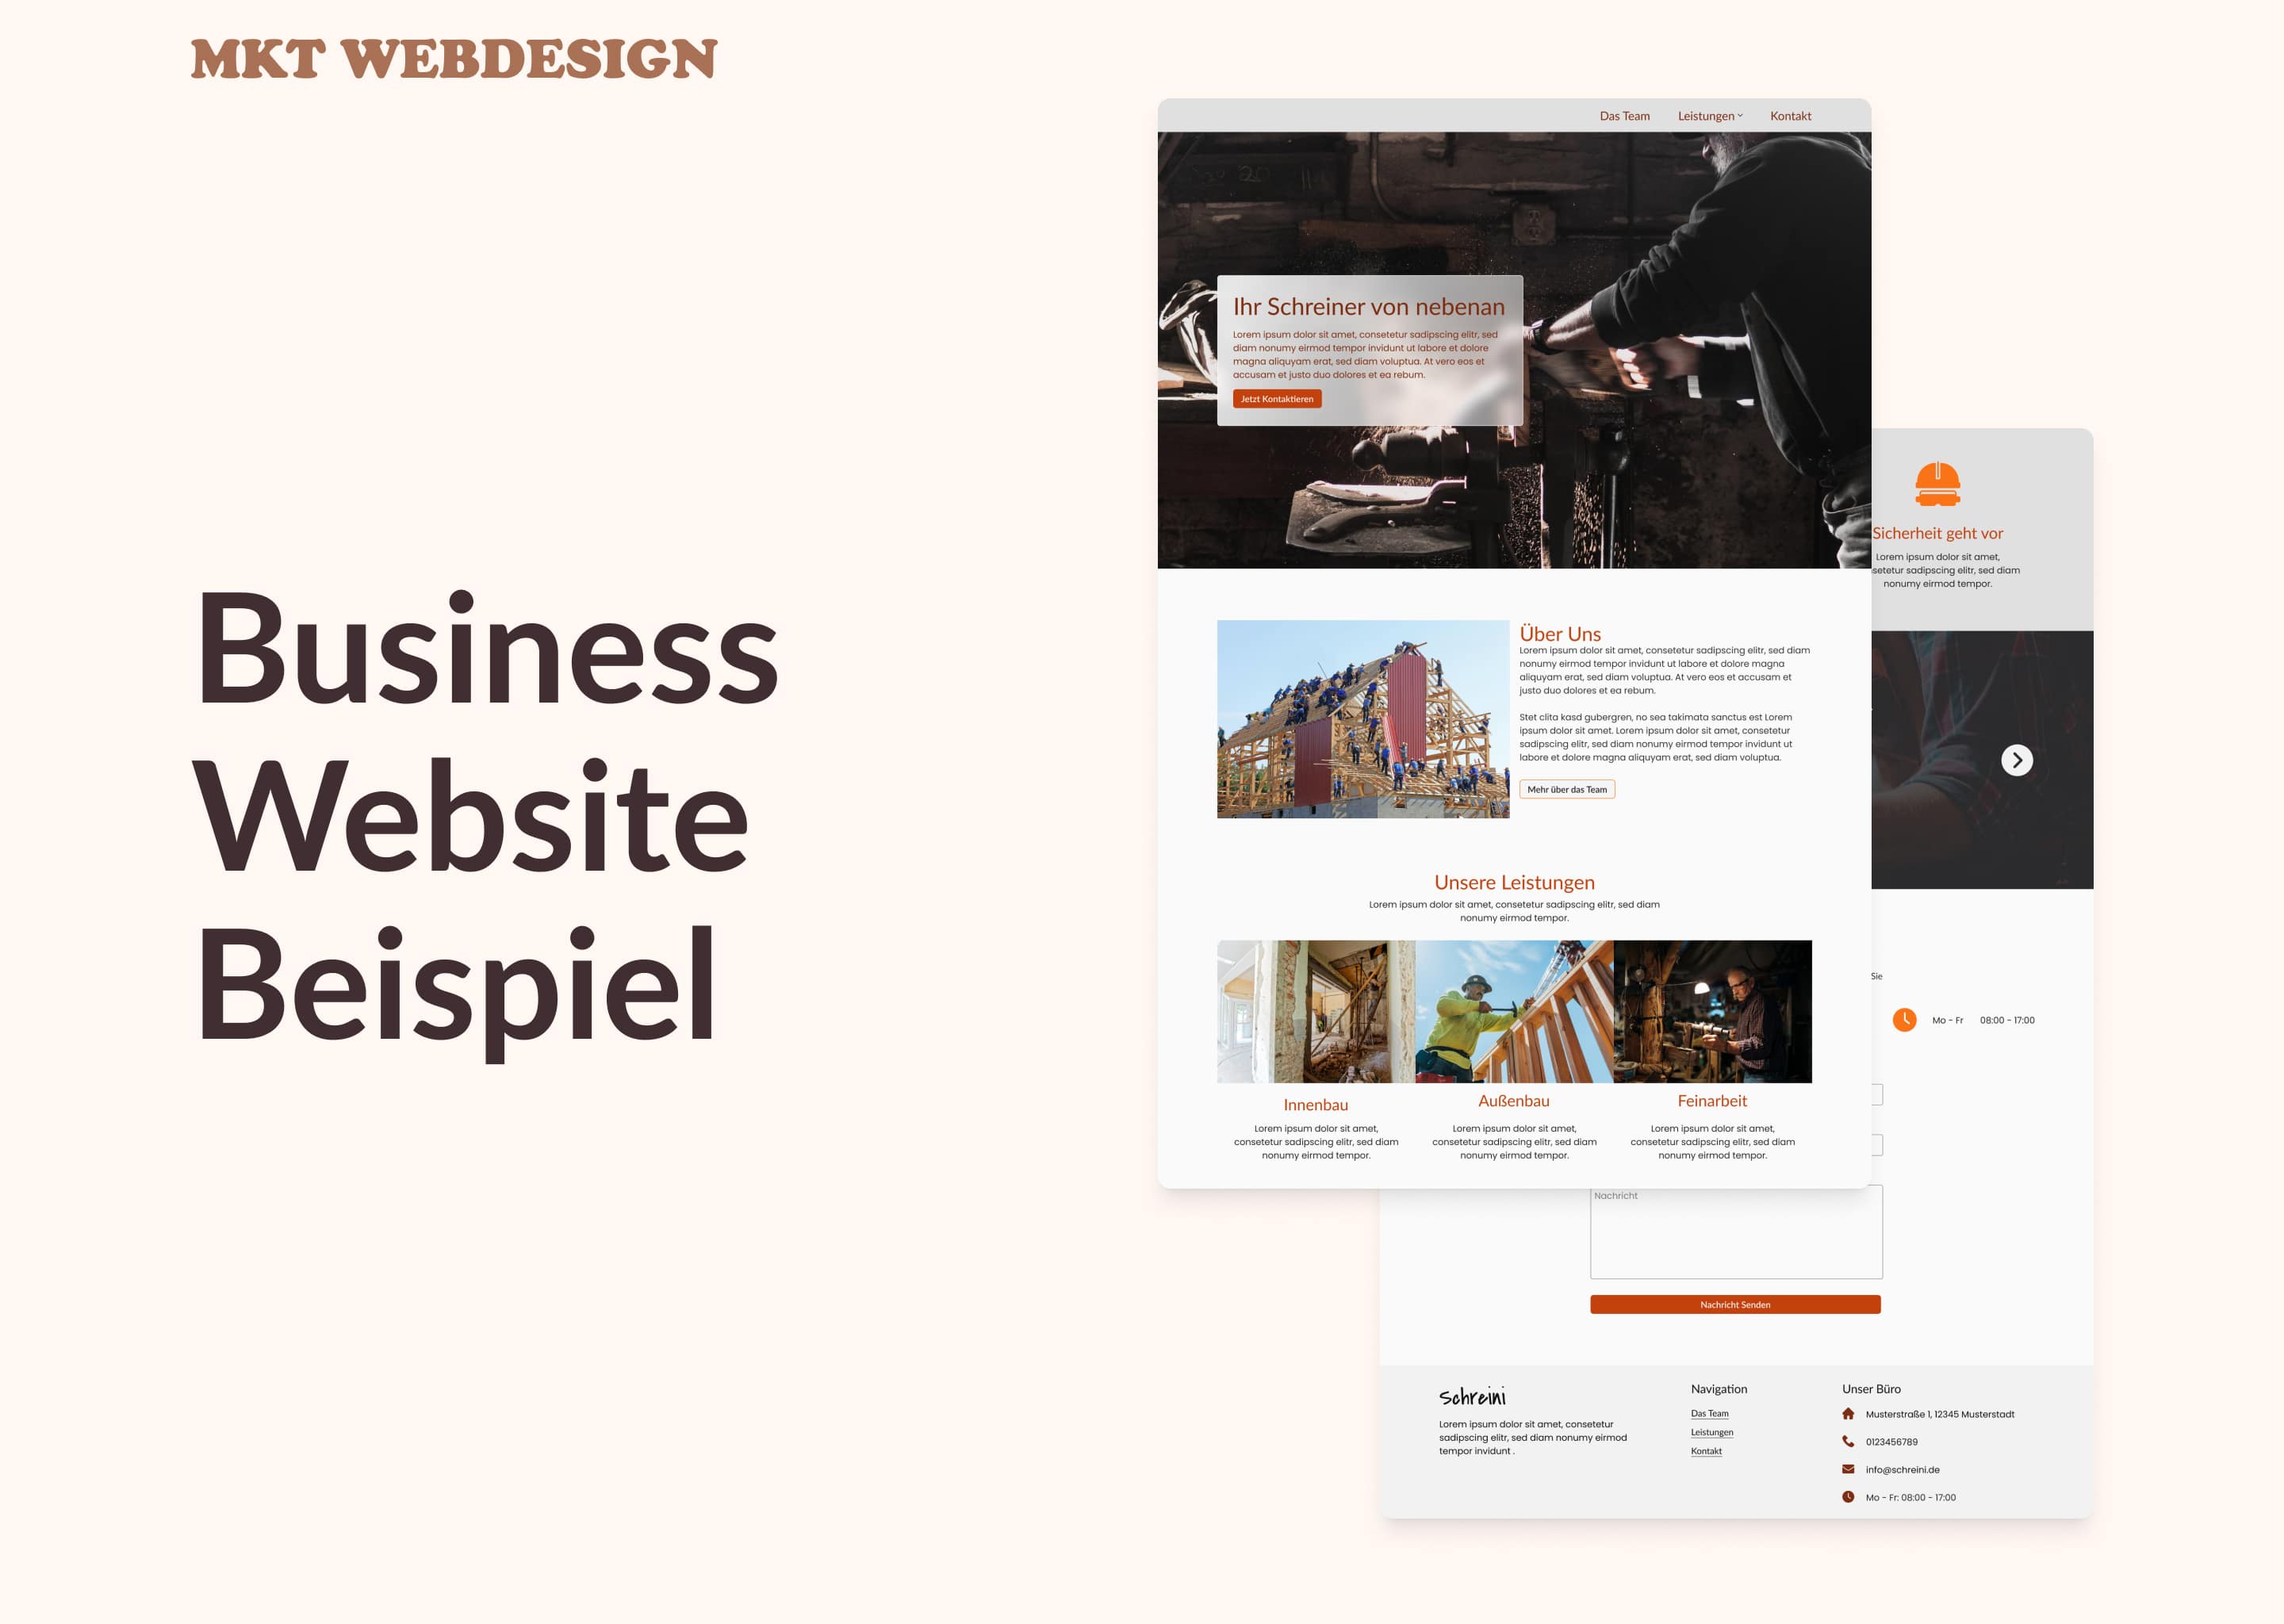 MKT WEBDESIGN
Business
Website
Beispiel
Das Team
Leistungen
Kontakt
Ihr Schreiner von nebenan
Lorem ipsum dolor sit amet, consetetur sadipscing elitr, sed
diam nonumy eirmod tempor invidunt ut labore et dolore
magna aliquyam erat, sed diam voluptua. At vero eos et
accusam et justo duo dolores et ea rebum.
Jetzt Kontaktieren
Über Uns
Lorem ipsum dolor sit amet, consetetur sadipscing elitr, sed diam
nonumy eirmod tempor invidunt ut labore et dolore magna
aliquyam erat, sed diam voluptua. At vero eos et accusam et
justo duo dolores et ea rebum.
Stet clita kasd gubergren, no sea takimata sanctus est Lorem
ipsum dolor sit amet. Lorem ipsum dolor sit amet, consetetur
sadipscing elitr, sed diam nonumy eirmod tempor invidunt ut
labore et dolore magna aliquyam erat, sed diam voluptua.
Mehr über das Team
Unsere Leistungen
Lorem ipsum dolor sit amet, consetetur sadipscing elitr, sed diam
nonumy eirmod tempor.
Innenbau
Lorem ipsum dolor sit amet,
consetetur sadipscing elitr, sed diam
nonumy eirmod tempor.
Außenbau
Lorem ipsum dolor sit amet,
consetetur sadipscing elitr, sed diam
nonumy eirmod tempor.
Feinarbeit
Lorem ipsum dolor sit amet,
consetetur sadipscing elitr, sed diam
nonumy eirmod tempor.
Sicherheit geht vor
Lorem ipsum dolor sit amet,
setetur sadipscing elitr, sed diam
nonumy eirmod tempor.
Sie
Mo - Fr 08:00 - 17:00
Nachricht
Nachricht Senden
Schreini
Lorem ipsum dolor sit amet, consetetur
sadipscing elitr, sed diam nonumy eirmod
tempor invidunt .
Navigation
Das Team
Leistungen
Kontakt
Unser Büro
Musterstraße 1, 12345 Musterstadt
0123456789
info@schreini.de
Mo - Fr: 08:00 - 17:00